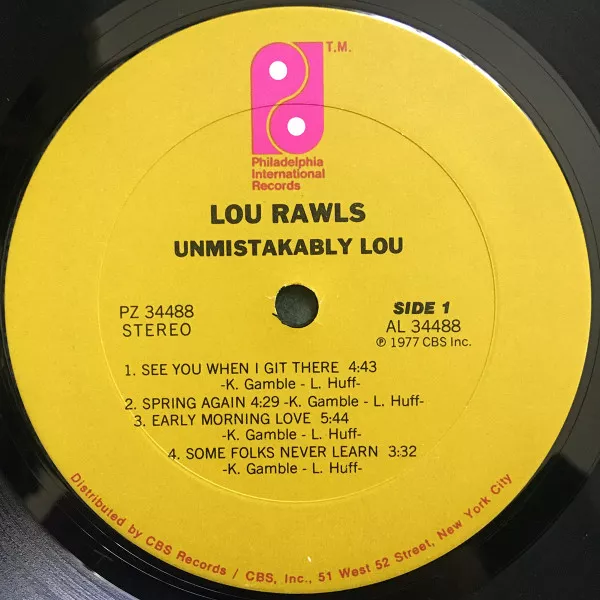 T.M.
Philadelphia
International
Records
LOU RAWLS
UNMISTAKABLY LOU
PZ 34488
STEREO
SIDE 1
AL 34488
℗ 1977 CBS Inc.
1. SEE YOU WHEN I GIT THERE 4:43
-K. Gamble - L. Huff-
2. SPRING AGAIN 4:29 -K. Gamble - L. Huff-
3. EARLY MORNING LOVE 5:44
-K. Gamble - L. Huff-
4. SOME FOLKS NEVER LEARN 3:32
-K. Gamble - L. Huff-
Distributed by CBS Records / CBS, Inc., 51 West 52 Street, New York City